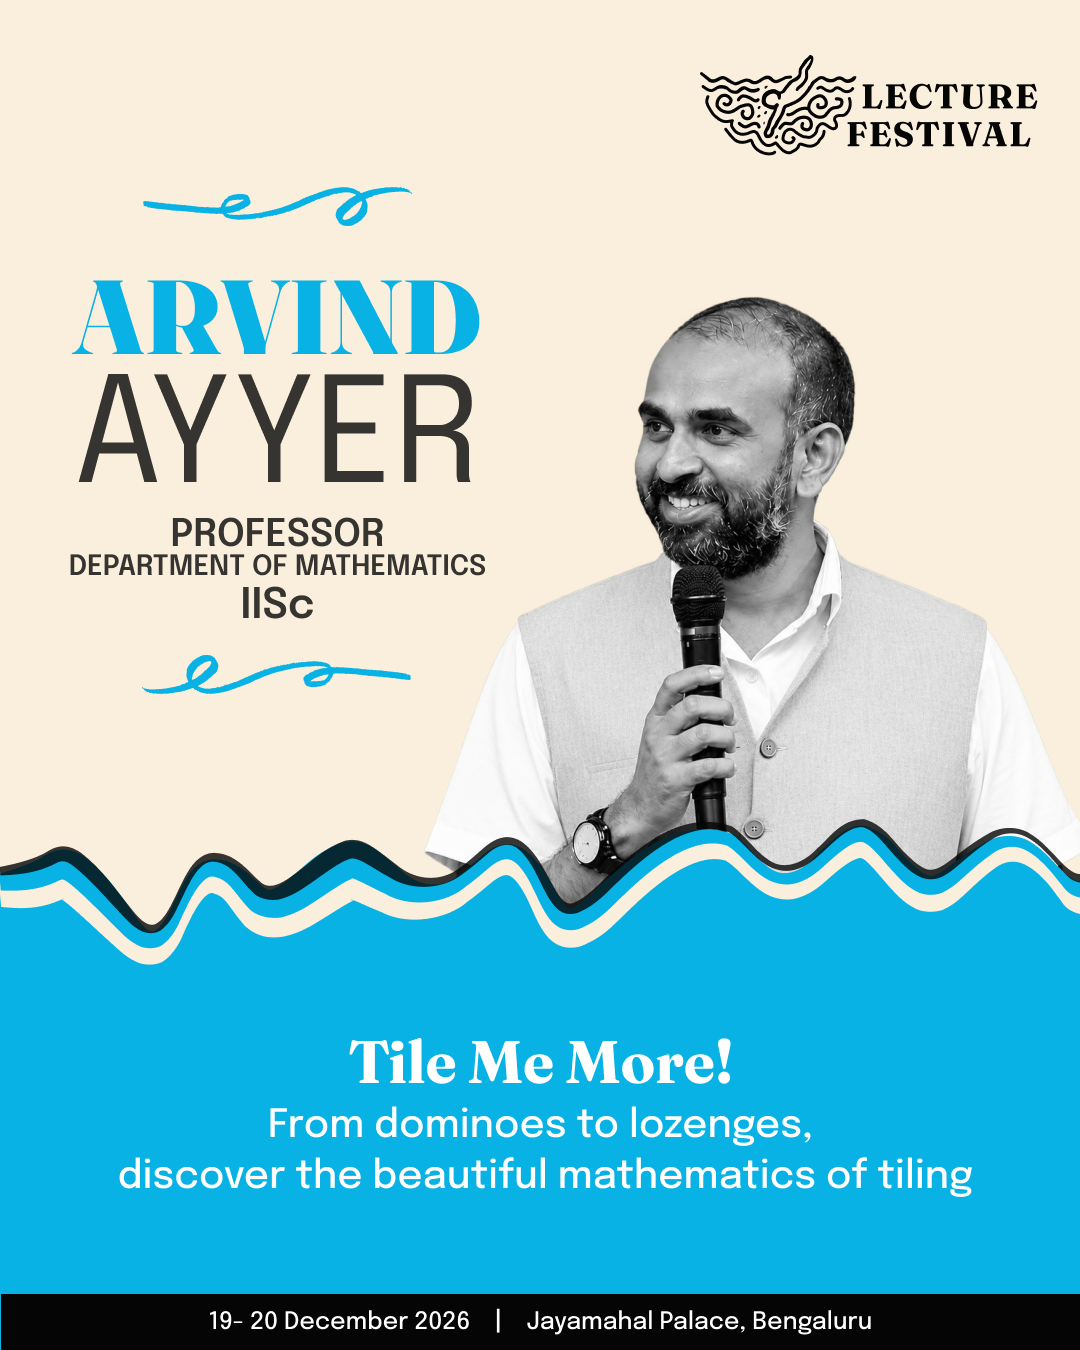 LECTURE
FESTIVAL
ARVIND
AYYER
PROFESSOR
DEPARTMENT OF MATHEMATICS
IISc
Tile Me More!
From dominoes to lozenges,
discover the beautiful mathematics of tiling
19- 20 December 2026 | Jayamahal Palace, Bengaluru